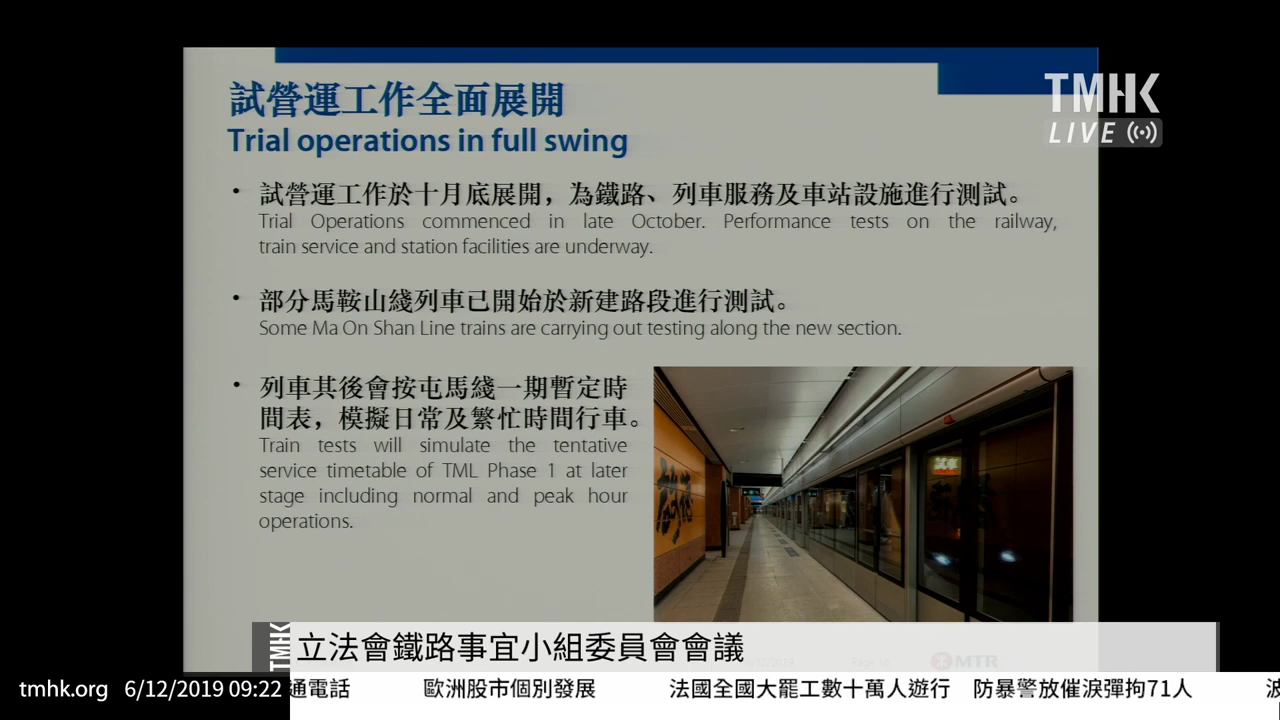 試營運工作全面展開
Trial operations in full swing
TMHK
LIVE
• 試營運工作於十月底展開，為鐵路、列車服務及車站設施進行測試。
Trial Operations commenced in late October. Performance tests on the railway,
train service and station facilities are underway.
• 部分馬鞍山綫列車已開始於新建路段進行測試。
Some Ma On Shan Line trains are carrying out testing along the new section.
• 列車其後會按屯馬綫一期暫定時
間表，模擬日常及繁忙時間行車。
Train tests will simulate the tentative
service timetable of TML Phase 1 at later
stage including normal and peak hour
operations.
試車
TMHK
立法會鐵路事宜小組委員會會議
MTR
tmhk.org 6/12/2019 09:22
通電話 歐洲股市個別發展 法國全國大罷工數十萬人遊行 防暴警放催淚彈拘71人